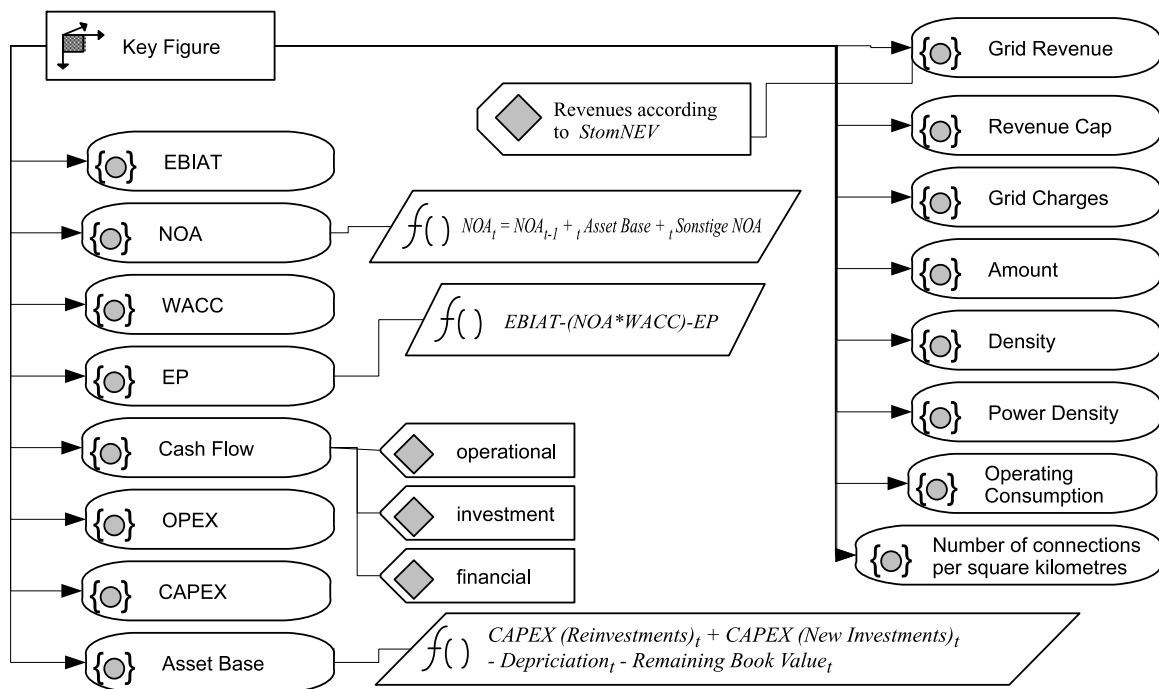 Key Figure
EBIAT
NOA
f() NOAt = NOAt-1 + t Asset Base + t Sonstige NOA
WACC
EP
f() EBIAT-(NOA*WACC)-EP
Cash Flow
operational
investment
financial
OPEX
CAPEX
Asset Base
f() CAPEX (Reinvestments)t + CAPEX (New Investments)t
- Depriciationt - Remaining Book Valuet
Revenues according
to StomNEV
Grid Revenue
Revenue Cap
Grid Charges
Amount
Density
Power Density
Operating
Consumption
Number of connections
per square kilometres